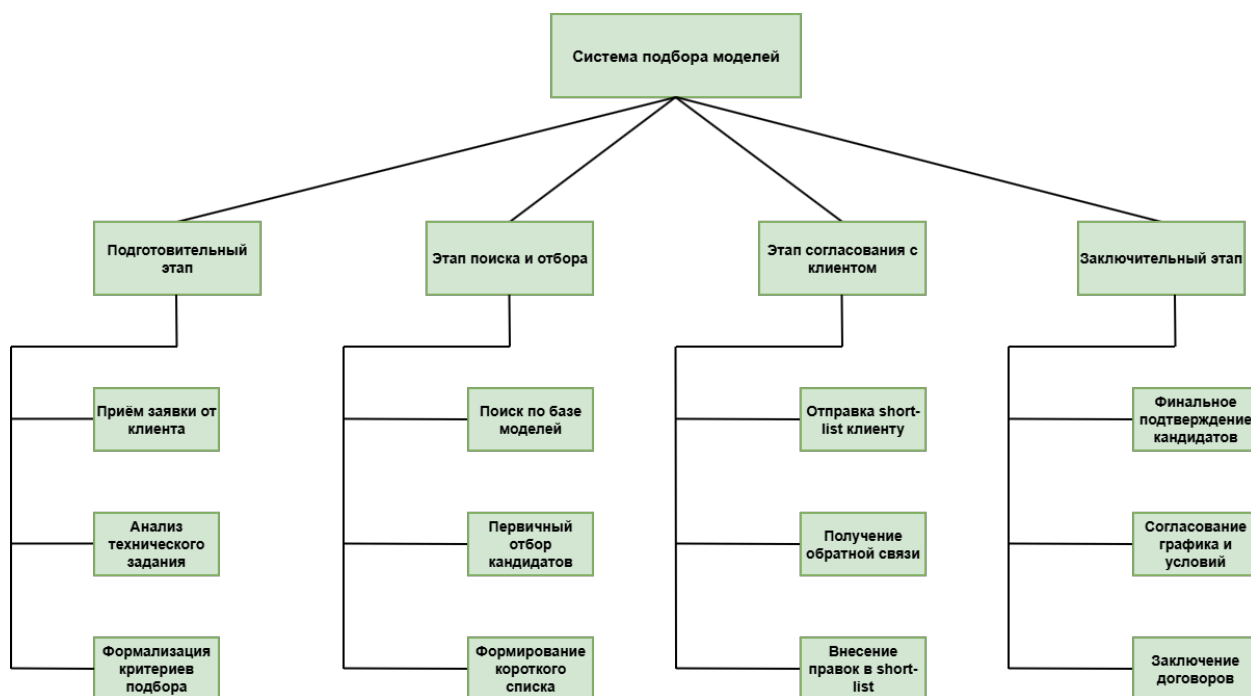 Система подбора моделей
Подготовительный
этап
Этап поиска и отбора
Этап согласования с
клиентом
Заключительный этап
Приём заявки от
клиента
Поиск по базе
моделей
Отправка short-
list клиенту
Финальное
подтверждение
кандидатов
Анализ
технического
задания
Первичный
отбор
кандидатов
Получение
обратной связи
Согласование
графика и
условий
Формализация
критериев
подбора
Формирование
короткого
списка
Внесение
правок в short-
list
Заключение
договоров